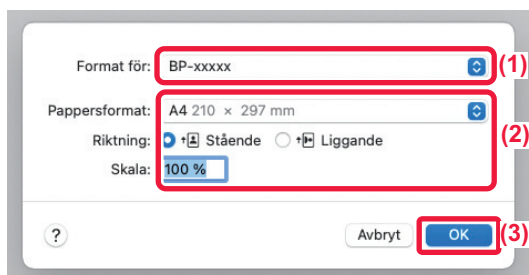 Format för: BP-xxxxx (1)
Pappersformat: A4 210 × 297 mm
Riktning: Stående Liggande (2)
Skala: 100 %
? Avbryt OK (3)